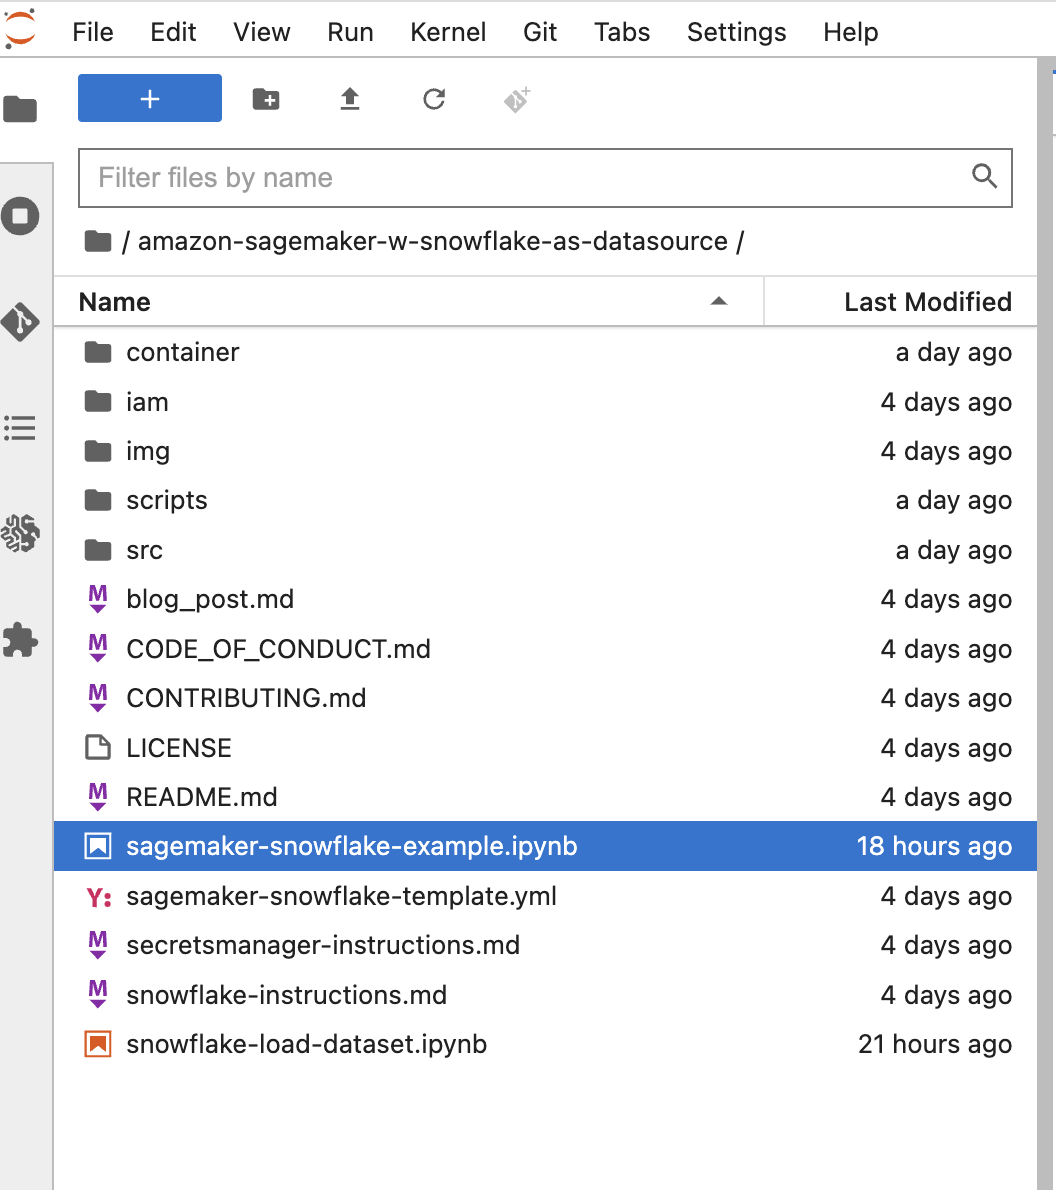 File Edit View Run Kernel Git Tabs Settings Help
Filter files by name
/ amazon-sagemaker-w-snowflake-as-datasource /
Name Last Modified
container a day ago
iam 4 days ago
img 4 days ago
scripts a day ago
src a day ago
blog_post.md 4 days ago
CODE_OF_CONDUCT.md 4 days ago
CONTRIBUTING.md 4 days ago
LICENSE 4 days ago
README.md 4 days ago
sagemaker-snowflake-example.ipynb 18 hours ago
sagemaker-snowflake-template.yml 4 days ago
secretsmanager-instructions.md 4 days ago
snowflake-instructions.md 4 days ago
snowflake-load-dataset.ipynb 21 hours ago